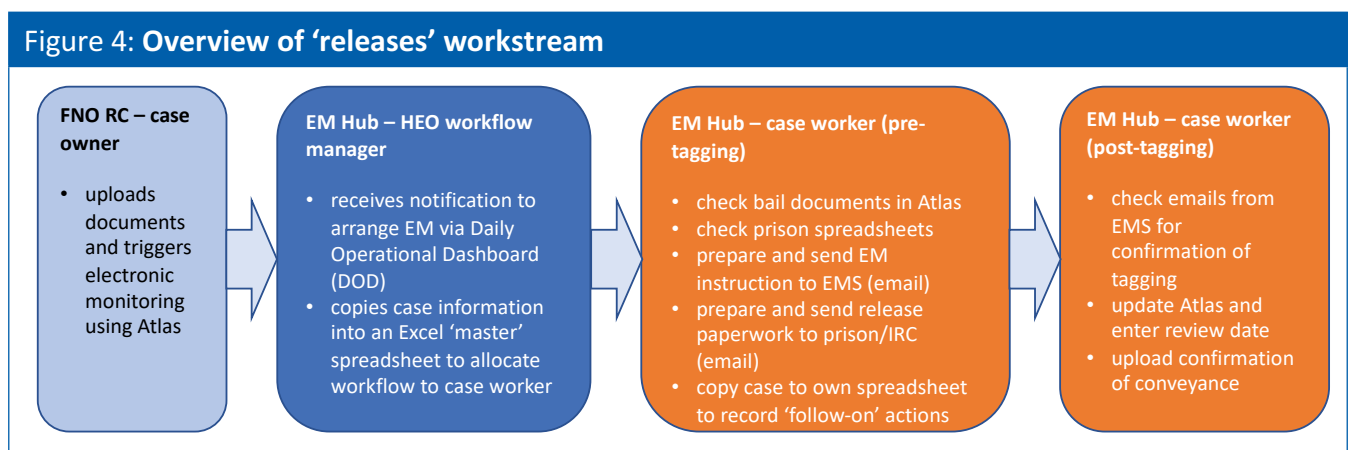 Figure 4: Overview of ‘releases’ workstream
FNO RC – case
owner
• uploads
documents
and triggers
electronic
monitoring
using Atlas
EM Hub – HEO workflow
manager
• receives notification to
arrange EM via Daily
Operational Dashboard
(DOD)
• copies case information
into an Excel ‘master’
spreadsheet to allocate
workflow to case worker
EM Hub – case worker (pre-
tagging)
• check bail documents in Atlas
• check prison spreadsheets
• prepare and send EM
instruction to EMS (email)
• prepare and send release
paperwork to prison/IRC
(email)
• copy case to own spreadsheet
to record ‘follow-on’ actions
EM Hub – case worker
(post-tagging)
• check emails from
EMS for
confirmation of
tagging
• update Atlas and
enter review date
• upload confirmation
of conveyance